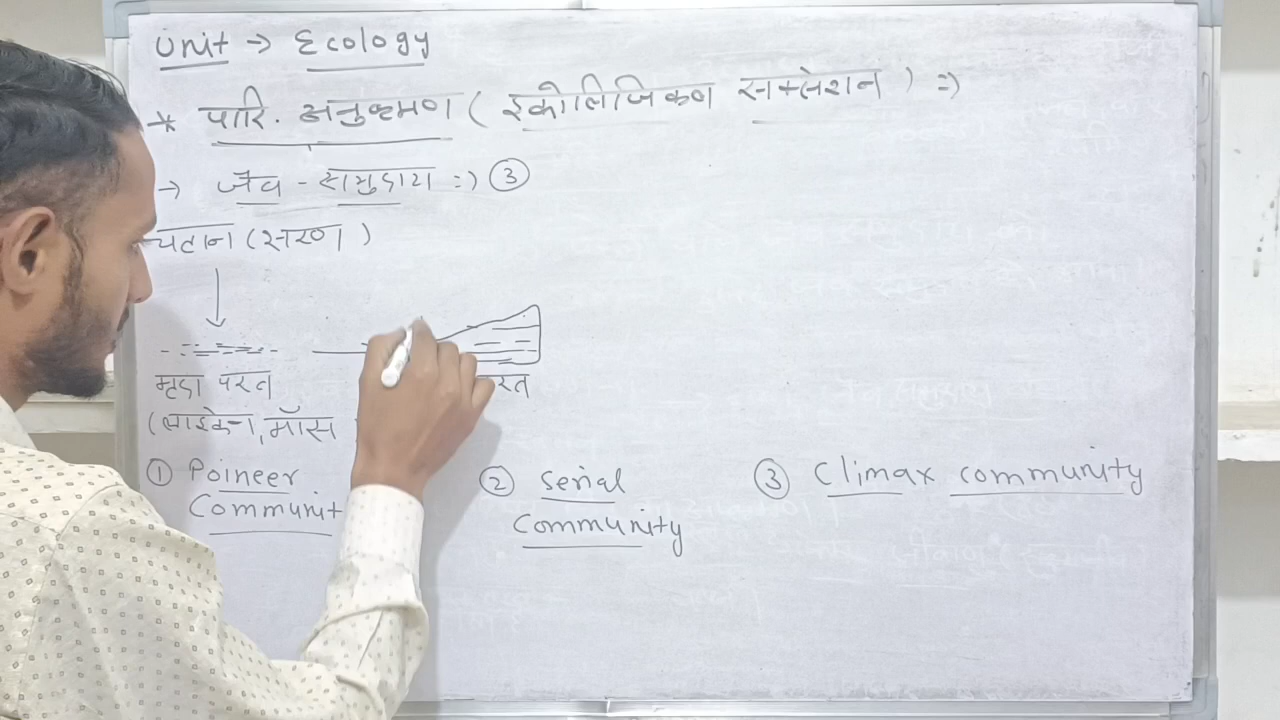 Unit → Ecology
* पारि. अनुक्रमण ( इकोलिजिकल सक्सेशन ) =>
→ जैव - समुदाय => ③
चटान ( सरण )
मृदा परत
परत
( लाइकेन, मॉस
① Poineer
Communit
② Serial
Community
③ Climax community